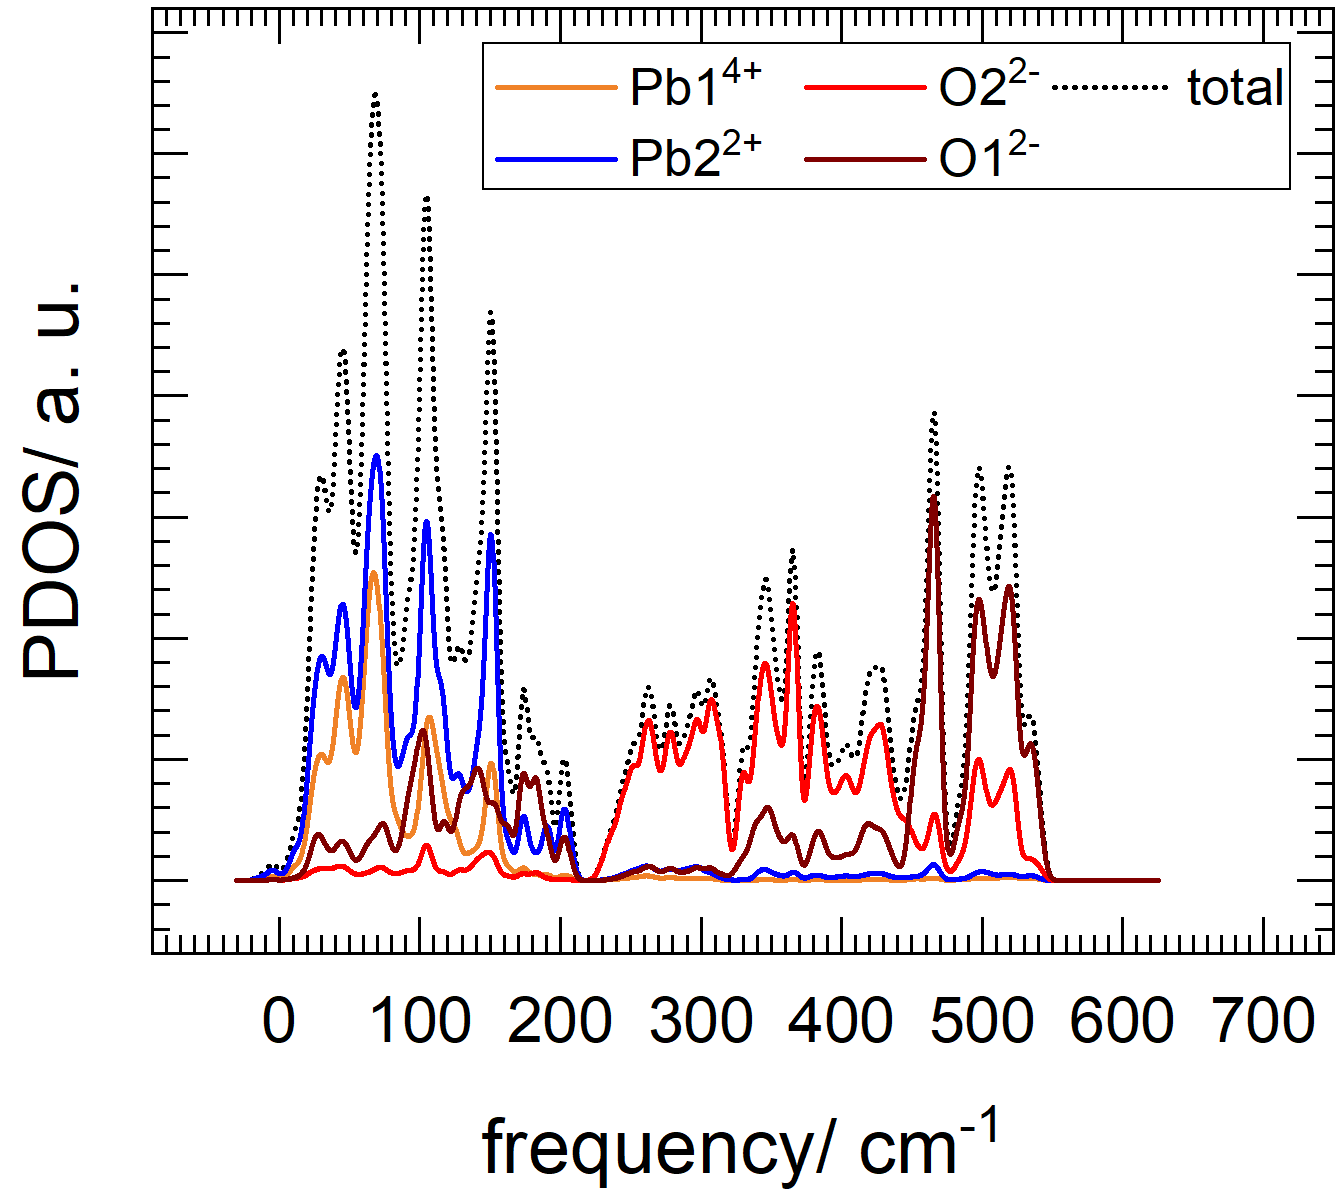 Pb1⁴⁺ O2²⁻ total
Pb2²⁺ O1²⁻
PDOS/ a. u.
0 100 200 300 400 500 600 700
frequency/ cm⁻¹